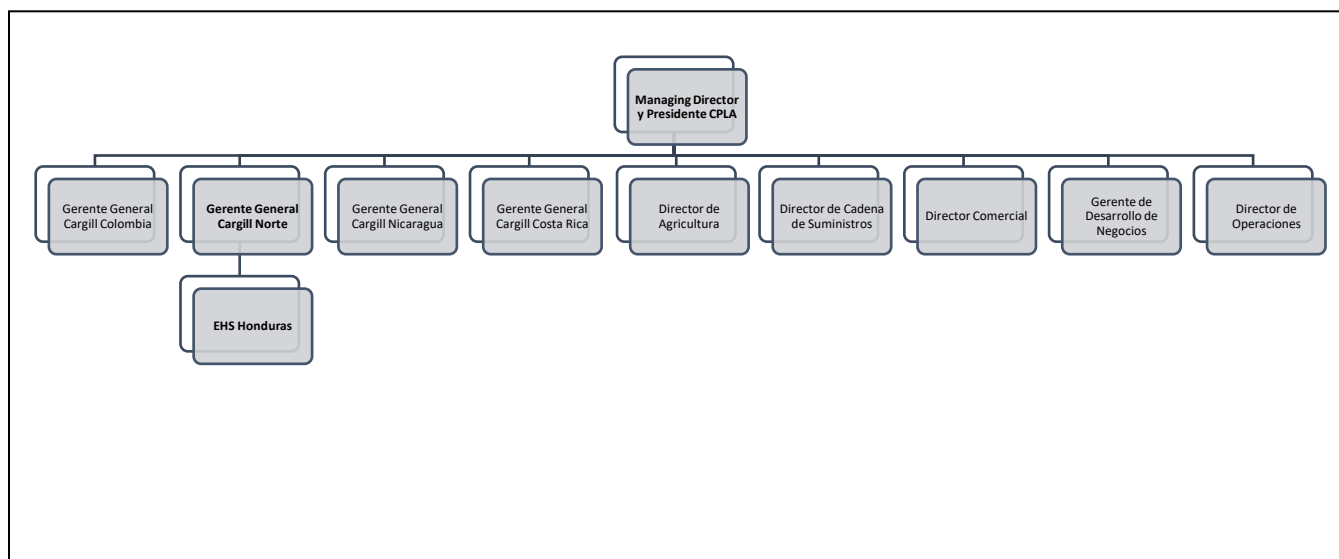 Managing Director
y Presidente CPLA
Gerente General
Cargill Colombia
Gerente General
Cargill Norte
Gerente General
Cargill Nicaragua
Gerente General
Cargill Costa Rica
Director de
Agricultura
Director de Cadena
de Suministros
Director Comercial
Gerente de
Desarrollo de
Negocios
Director de
Operaciones
EHS Honduras